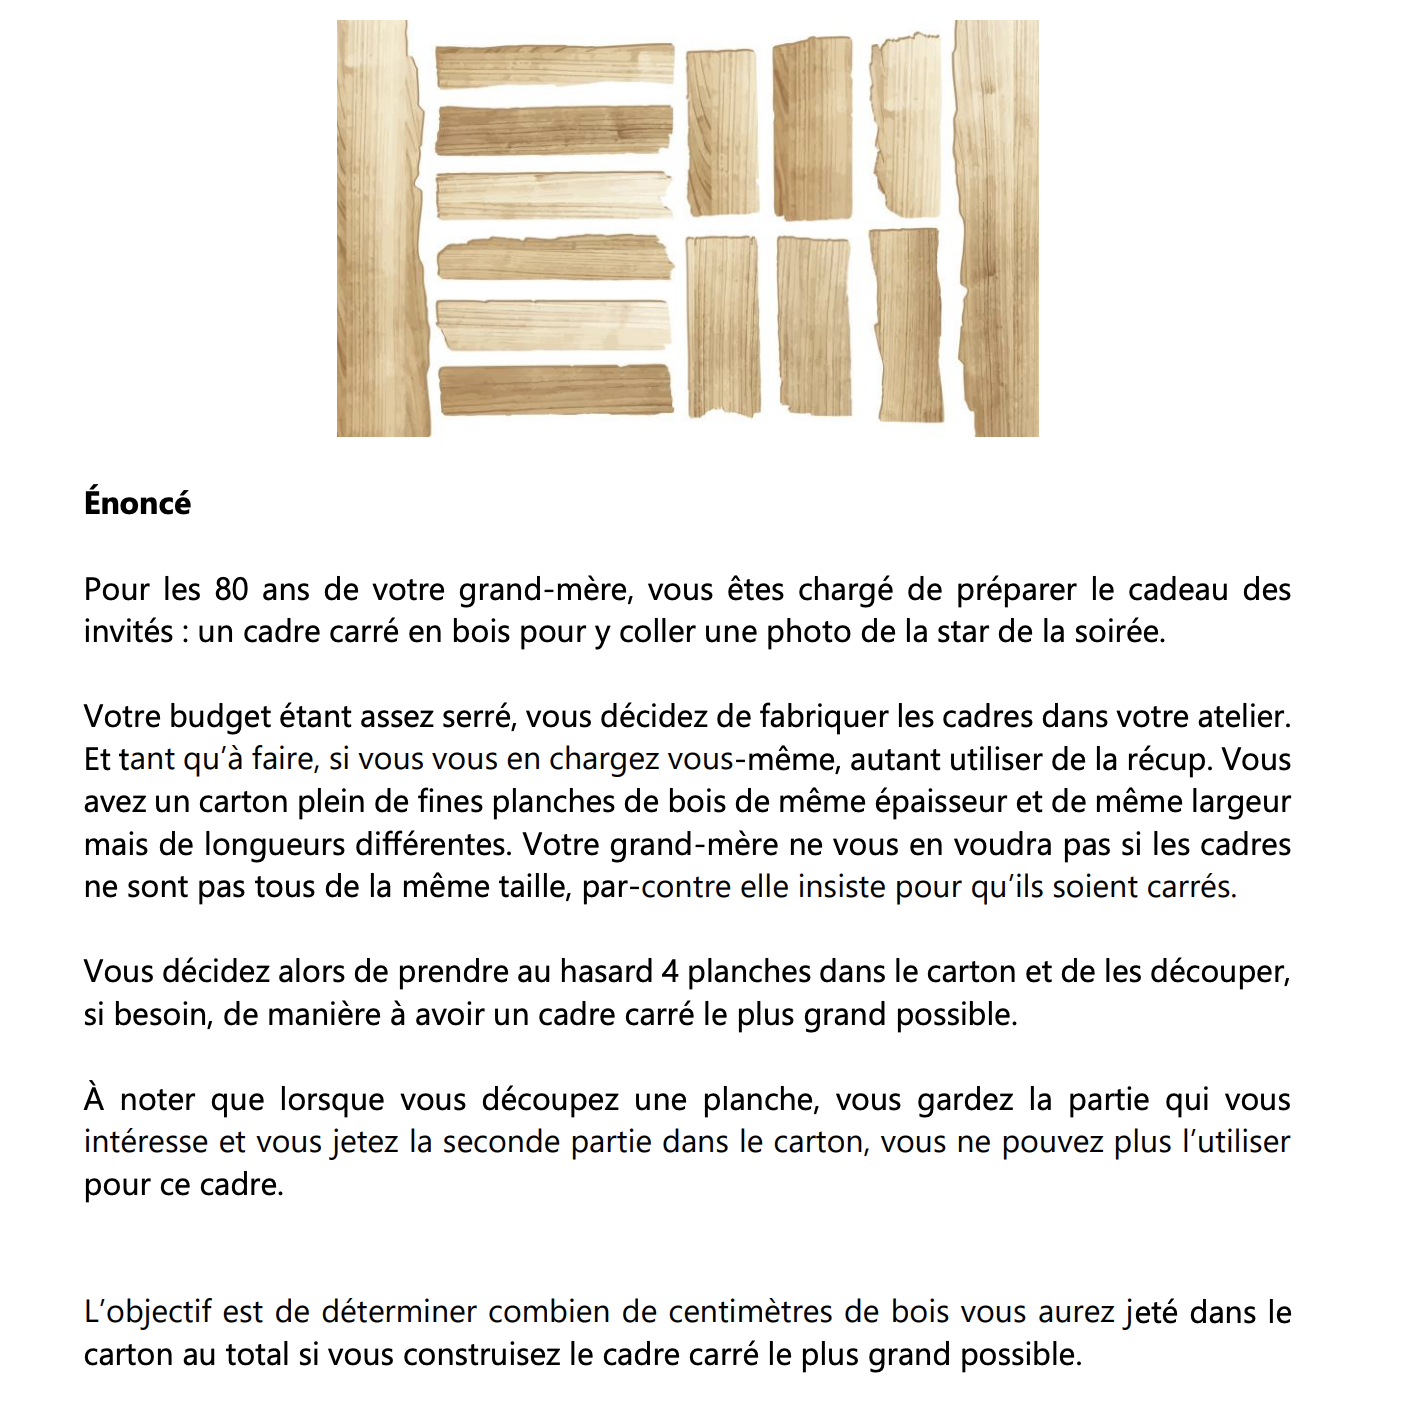 Énoncé
Pour les 80 ans de votre grand-mère, vous êtes chargé de préparer le cadeau des
invités : un cadre carré en bois pour y coller une photo de la star de la soirée.
Votre budget étant assez serré, vous décidez de fabriquer les cadres dans votre atelier.
Et tant qu’à faire, si vous vous en chargez vous-même, autant utiliser de la récup. Vous
avez un carton plein de fines planches de bois de même épaisseur et de même largeur
mais de longueurs différentes. Votre grand-mère ne vous en voudra pas si les cadres
ne sont pas tous de la même taille, par-contre elle insiste pour qu’ils soient carrés.
Vous décidez alors de prendre au hasard 4 planches dans le carton et de les découper,
si besoin, de manière à avoir un cadre carré le plus grand possible.
À noter que lorsque vous découpez une planche, vous gardez la partie qui vous
intéresse et vous jetez la seconde partie dans le carton, vous ne pouvez plus l’utiliser
pour ce cadre.
L’objectif est de déterminer combien de centimètres de bois vous aurez jeté dans le
carton au total si vous construisez le cadre carré le plus grand possible.